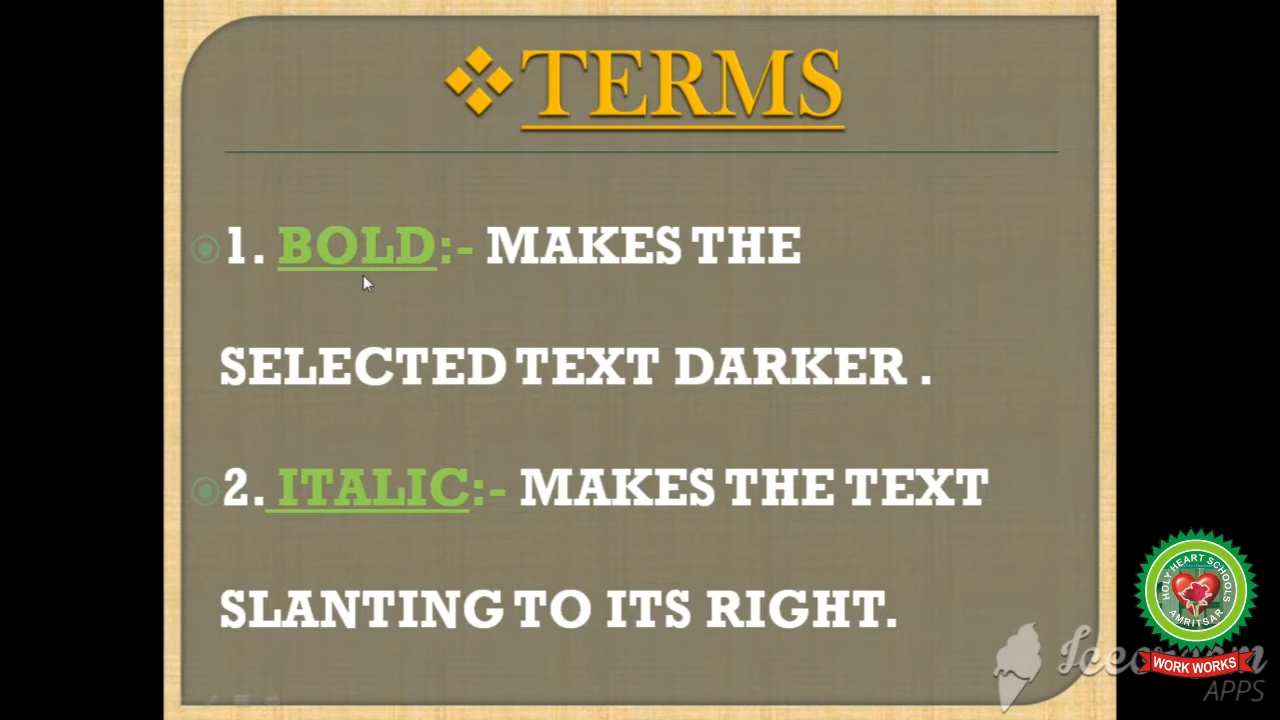 ❖TERMS
1. BOLD:- MAKES THE
SELECTED TEXT DARKER .
2. ITALIC:- MAKES THE TEXT
SLANTING TO ITS RIGHT.
HOLY HEART SCHOOLS
AMRITSAR
WORK WORKS
APPS